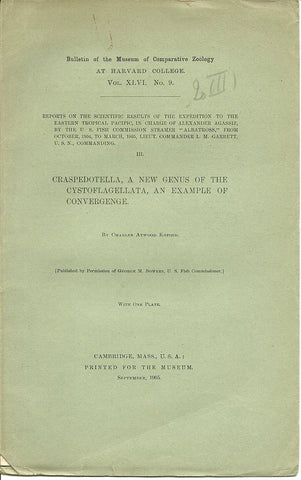 Bulletin of the Museum of Comparative Zoology
AT HARVARD COLLEGE.
VOL. XLVI. No. 9.
REPORTS ON THE SCIENTIFIC RESULTS OF THE EXPEDITION TO THE
EASTERN TROPICAL PACIFIC, IN CHARGE OF ALEXANDER AGASSIZ,
BY THE U. S. FISH COMMISSION STEAMER "ALBATROSS," FROM
OCTOBER, 1904, TO MARCH, 1905, LIEUT. COMMANDER L. M. GARRETT,
U. S. N., COMMANDING.
III.
CRASPEDOTELLA, A NEW GENUS OF THE
CYSTOFLAGELLATA, AN EXAMPLE OF
CONVERGENCE.
BY CHARLES ATWOOD KOFOID.
[Published by Permission of GEORGE M. BOWERS, U. S. Fish Commissioner.]
WITH ONE PLATE.
CAMBRIDGE, MASS., U. S. A.:
PRINTED FOR THE MUSEUM.
SEPTEMBER, 1905.